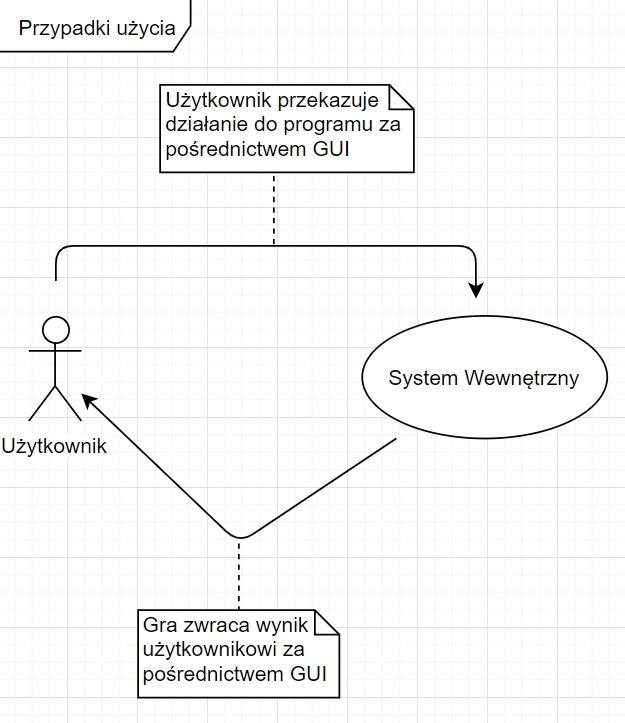 Przypadki użycia
Użytkownik przekazuje
działanie do programu za
pośrednictwem GUI
System Wewnętrzny
Użytkownik
Gra zwraca wynik
użytkownikowi za
pośrednictwem GUI